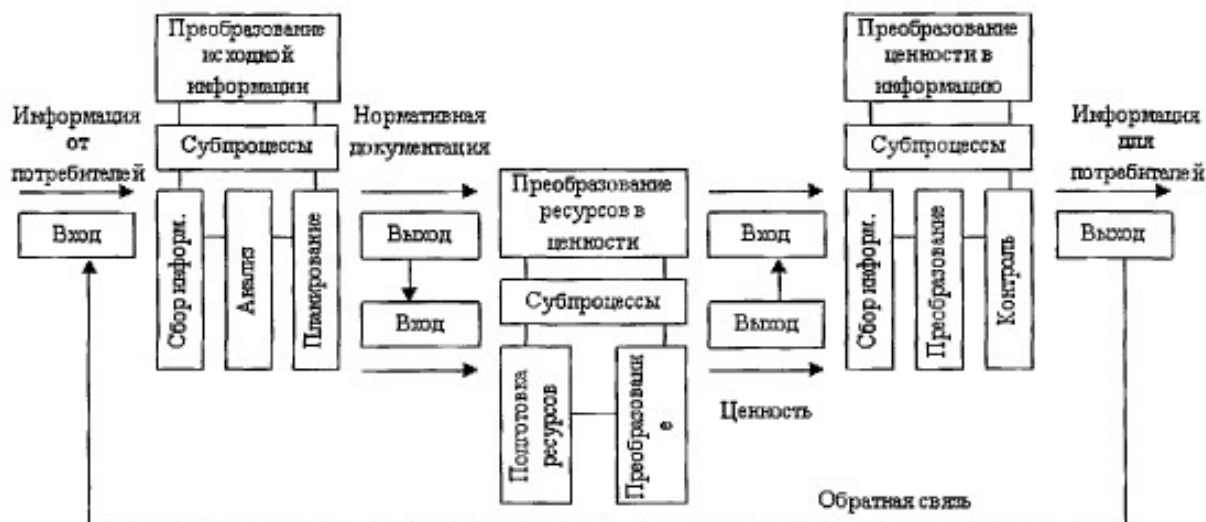 Преобразование
исходной
информации
Преобразование
ценности в
информацию
Информация
от
потребителей
Субпроцессы
Нормативная
документация
Субпроцессы
Информация
для
потребителей
Вход
Сбор информ.
Анализ
Планирование
Выход
Вход
Преобразование
ресурсов в
ценности
Субпроцессы
Подготовка
ресурсов
Преобразовани
е
Вход
Выход
Ценность
Сбор информ.
Преобразование
Контроль
Выход
Обратная связь